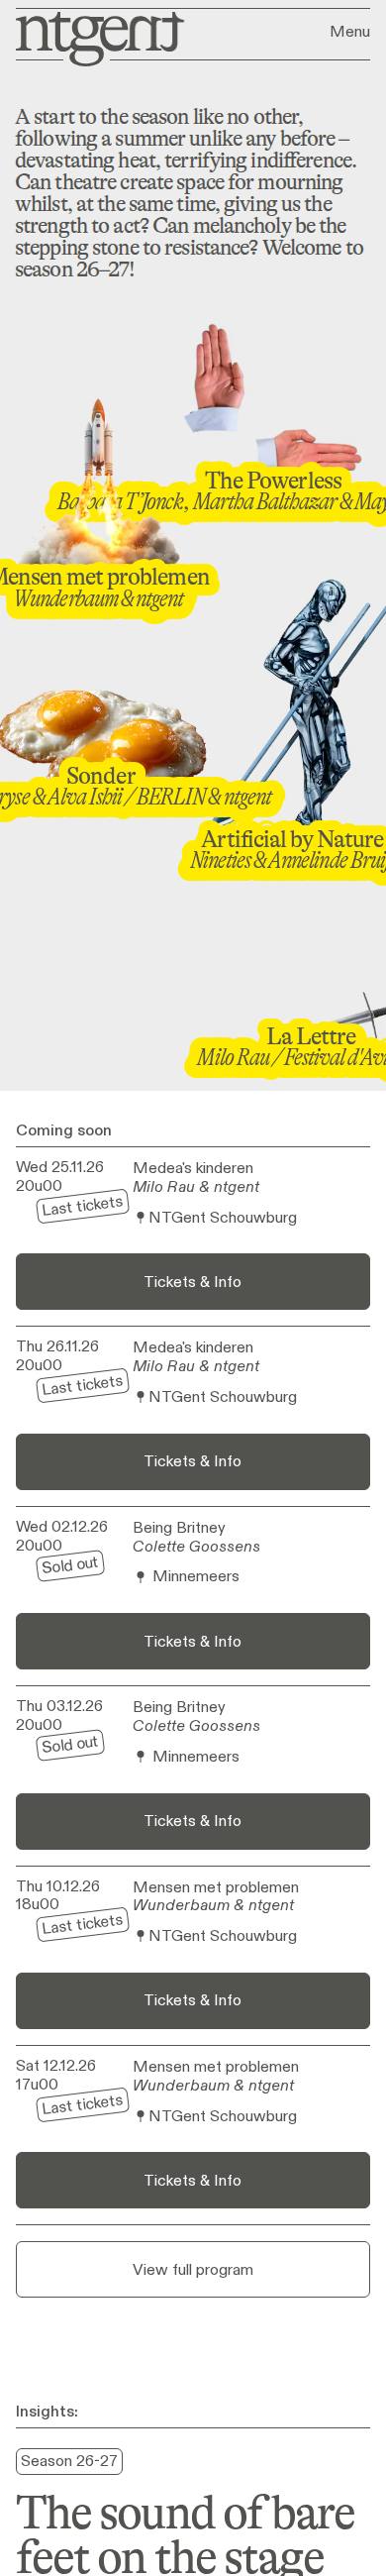 ntgent
Menu
A start to the season like no other,
following a summer unlike any before –
devastating heat, terrifying indifference.
Can theatre create space for mourning
whilst, at the same time, giving us the
strength to act? Can melancholy be the
stepping stone to resistance? Welcome to
season 26–27!
The Powerless
T'Jonck, Martha Balthazar &
Mensen met problemen
Wunderbaum & ntgent
Sonder
& Alva Ishii / BERLIN & ntgent
Artificial by Nature
Nineties & Annelinde
La Lettre
Milo Rau / Festival
Coming soon
Wed 25.11.26
20u00
Last tickets
Medea's kinderen
Milo Rau & ntgent
NTGent Schouwburg
Tickets & Info
Thu 26.11.26
20u00
Last tickets
Medea's kinderen
Milo Rau & ntgent
NTGent Schouwburg
Tickets & Info
Wed 02.12.26
20u00
Sold out
Being Britney
Colette Goossens
Minnemeers
Tickets & Info
Thu 03.12.26
20u00
Sold out
Being Britney
Colette Goossens
Minnemeers
Tickets & Info
Thu 10.12.26
18u00
Last tickets
Mensen met problemen
Wunderbaum & ntgent
NTGent Schouwburg
Tickets & Info
Sat 12.12.26
17u00
Last tickets
Mensen met problemen
Wunderbaum & ntgent
NTGent Schouwburg
Tickets & Info
View full program
Insights:
Season 26-27
The sound of bare
feet on the stage